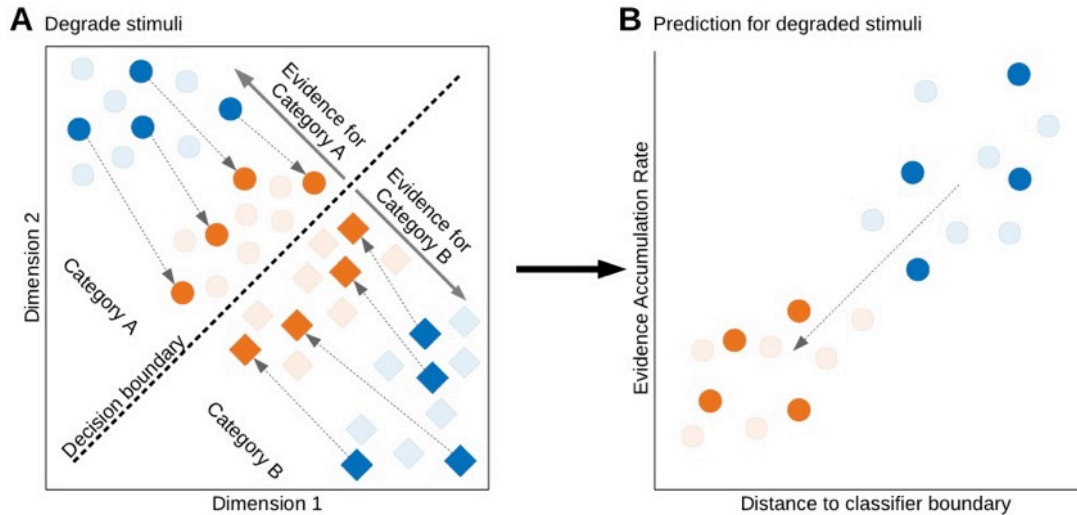 A Degrade stimuli
Evidence for
Category A
Evidence for
Category B
Category A
Decision boundary
Category B
Dimension 2
Dimension 1
B Prediction for degraded stimuli
Evidence Accumulation Rate
Distance to classifier boundary